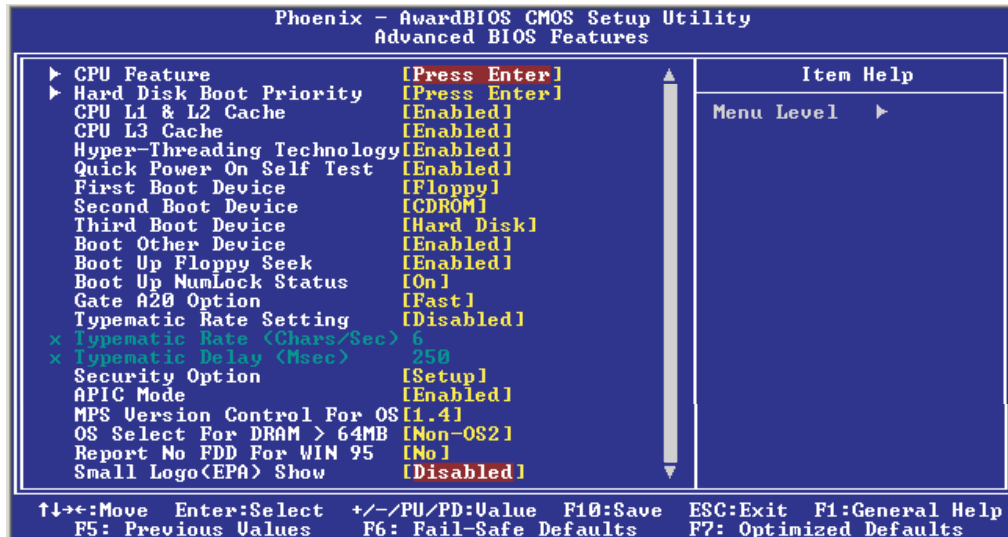 Phoenix - AwardBIOS CMOS Setup Utility
Advanced BIOS Features
► CPU Feature [Press Enter]
► Hard Disk Boot Priority [Press Enter]
CPU L1 & L2 Cache [Enabled]
CPU L3 Cache [Enabled]
Hyper-Threading Technology[Enabled]
Quick Power On Self Test [Enabled]
First Boot Device [Floppy]
Second Boot Device [CDROM]
Third Boot Device [Hard Disk]
Boot Other Device [Enabled]
Boot Up Floppy Seek [Enabled]
Boot Up NumLock Status [On]
Gate A20 Option [Fast]
Typematic Rate Setting [Disabled]
x Typematic Rate (Chars/Sec) 6
x Typematic Delay (Msec) 250
Security Option [Setup]
APIC Mode [Enabled]
MPS Version Control For OS[1.4]
OS Select For DRAM > 64MB [Non-OS2]
Report No FDD For WIN 95 [No]
Small Logo(EPA) Show [Disabled]
Item Help
Menu Level ►
↑↓→←:Move Enter:Select +/-/PU/PD:Value F10:Save ESC:Exit F1:General Help
F5: Previous Values F6: Fail-Safe Defaults F7: Optimized Defaults